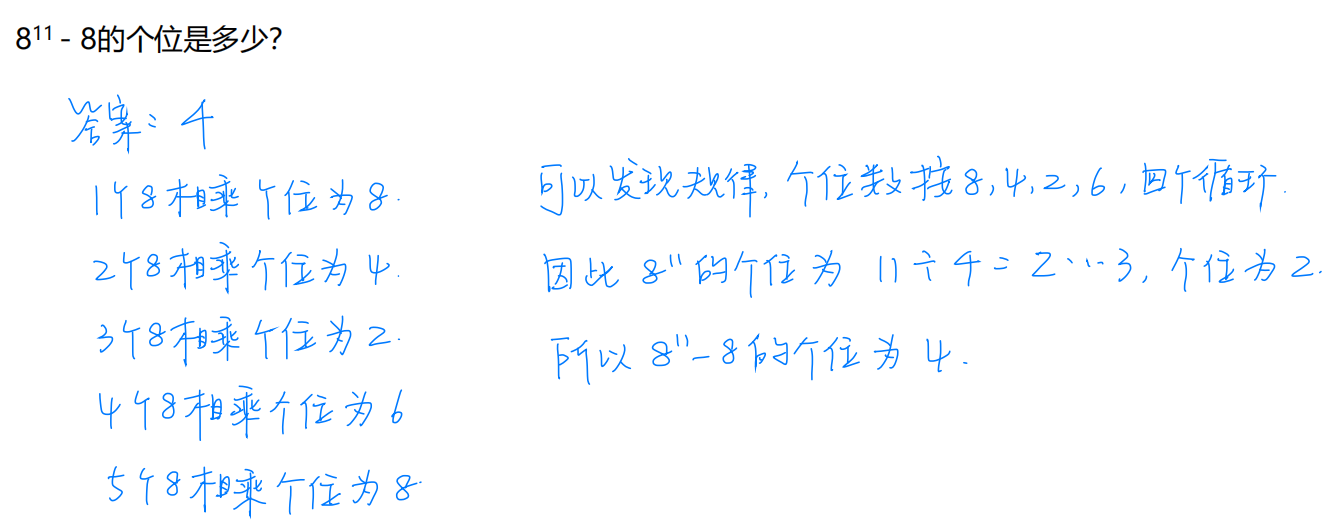 8¹¹ - 8的个位是多少？
答案：4
1个8相乘个位为8.
2个8相乘个位为4.
3个8相乘个位为2.
4个8相乘个位为6
5个8相乘个位为8.
可以发现规律,个位数按8,4,2,6,四个循环.
因此 8¹¹的个位为 11÷4=2…3,个位为2.
所以 8¹¹-8的个位为4.